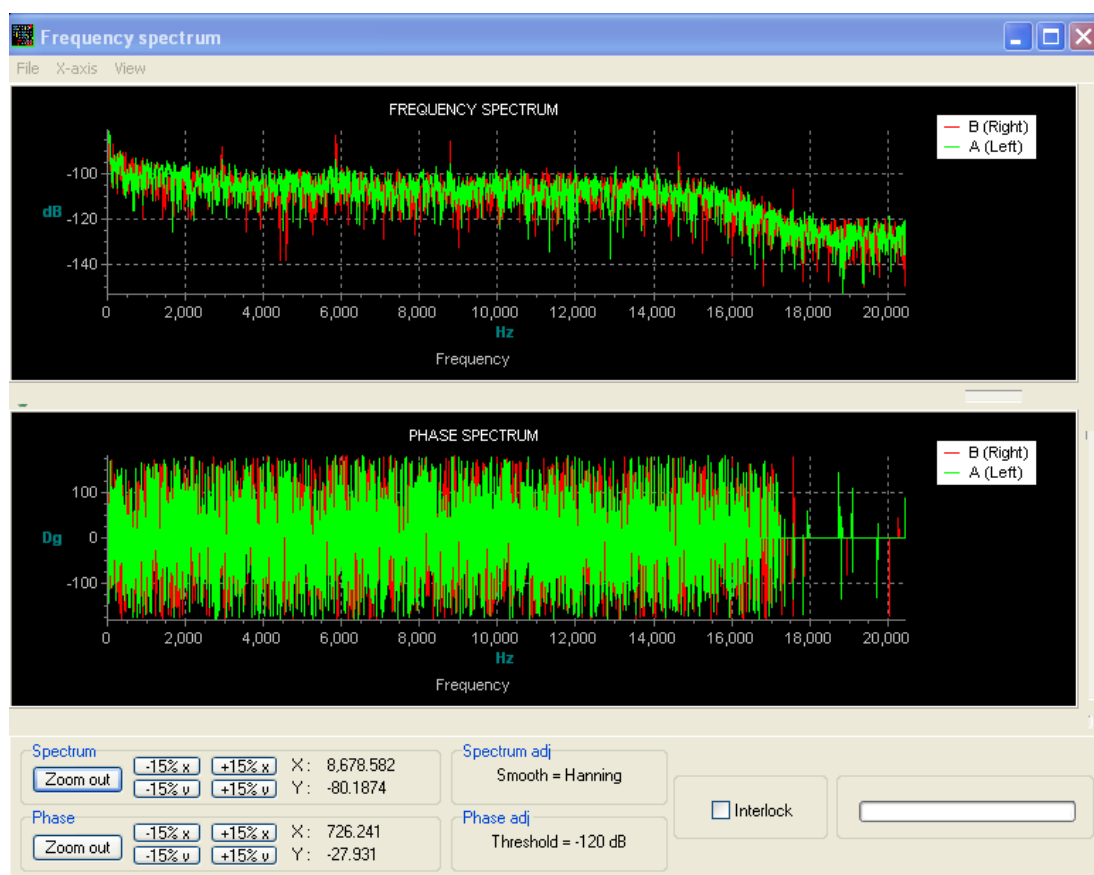 Frequency spectrum
File X-axis View
FREQUENCY SPECTRUM
B (Right)
A (Left)
-100
dB
-120
-140
0 2,000 4,000 6,000 8,000 10,000 12,000 14,000 16,000 18,000 20,000
Hz
Frequency
PHASE SPECTRUM
B (Right)
A (Left)
100
Dg 0
-100
0 2,000 4,000 6,000 8,000 10,000 12,000 14,000 16,000 18,000 20,000
Hz
Frequency
Spectrum
Zoom out
-15% x +15% x X: 8,678.582
-15% y +15% y Y: -80.1874
Spectrum adj
Smooth = Hanning
Phase
Zoom out
-15% x +15% x X: 726.241
-15% y +15% y Y: -27.931
Phase adj
Threshold = -120 dB
Interlock